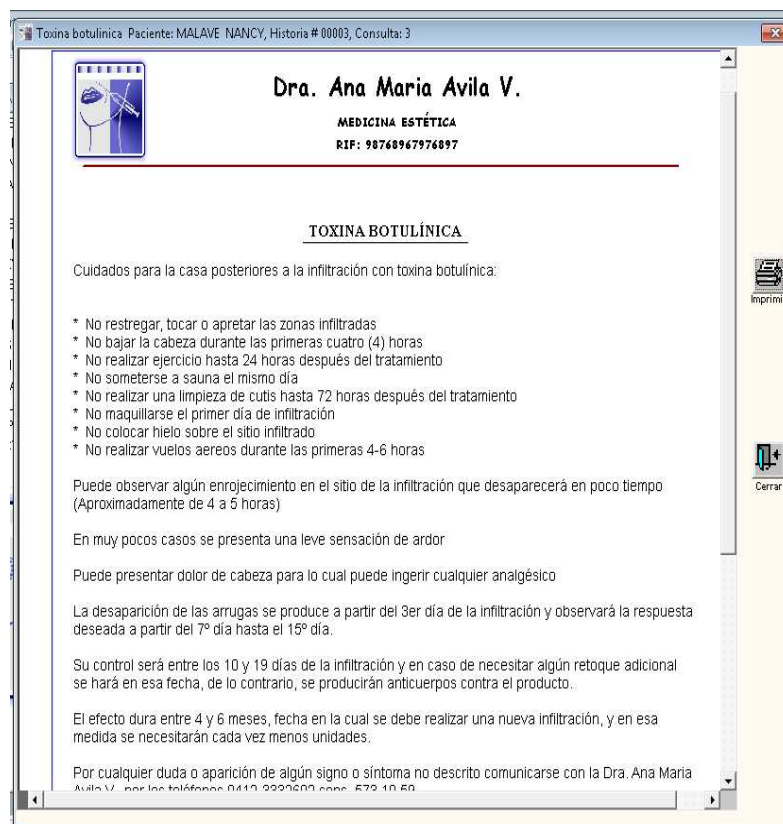 Toxina botulinica Paciente: MALAVE NANCY, Historia # 00003, Consulta: 3
Dra. Ana Maria Avila V.
MEDICINA ESTÉTICA
RIF: 98768967976897
TOXINA BOTULÍNICA
Cuidados para la casa posteriores a la infiltración con toxina botulínica:
* No restregar, tocar o apretar las zonas infiltradas
* No bajar la cabeza durante las primeras cuatro (4) horas
* No realizar ejercicio hasta 24 horas después del tratamiento
* No someterse a sauna el mismo día
* No realizar una limpieza de cutis hasta 72 horas después del tratamiento
* No maquillarse el primer día de infiltración
* No colocar hielo sobre el sitio infiltrado
* No realizar vuelos aereos durante las primeras 4-6 horas
Puede observar algún enrojecimiento en el sitio de la infiltración que desaparecerá en poco tiempo
(Aproximadamente de 4 a 5 horas)
En muy pocos casos se presenta una leve sensación de ardor
Puede presentar dolor de cabeza para lo cual puede ingerir cualquier analgésico
La desaparición de las arrugas se produce a partir del 3er día de la infiltración y observará la respuesta
deseada a partir del 7º día hasta el 15º día.
Su control será entre los 10 y 19 días de la infiltración y en caso de necesitar algún retoque adicional
se hará en esa fecha, de lo contrario, se producirán anticuerpos contra el producto.
El efecto dura entre 4 y 6 meses, fecha en la cual se debe realizar una nueva infiltración, y en esa
medida se necesitarán cada vez menos unidades.
Por cualquier duda o aparición de algún signo o síntoma no descrito comunicarse con la Dra. Ana Maria
Avila V., por los teléfonos
Imprimi
Cerrar